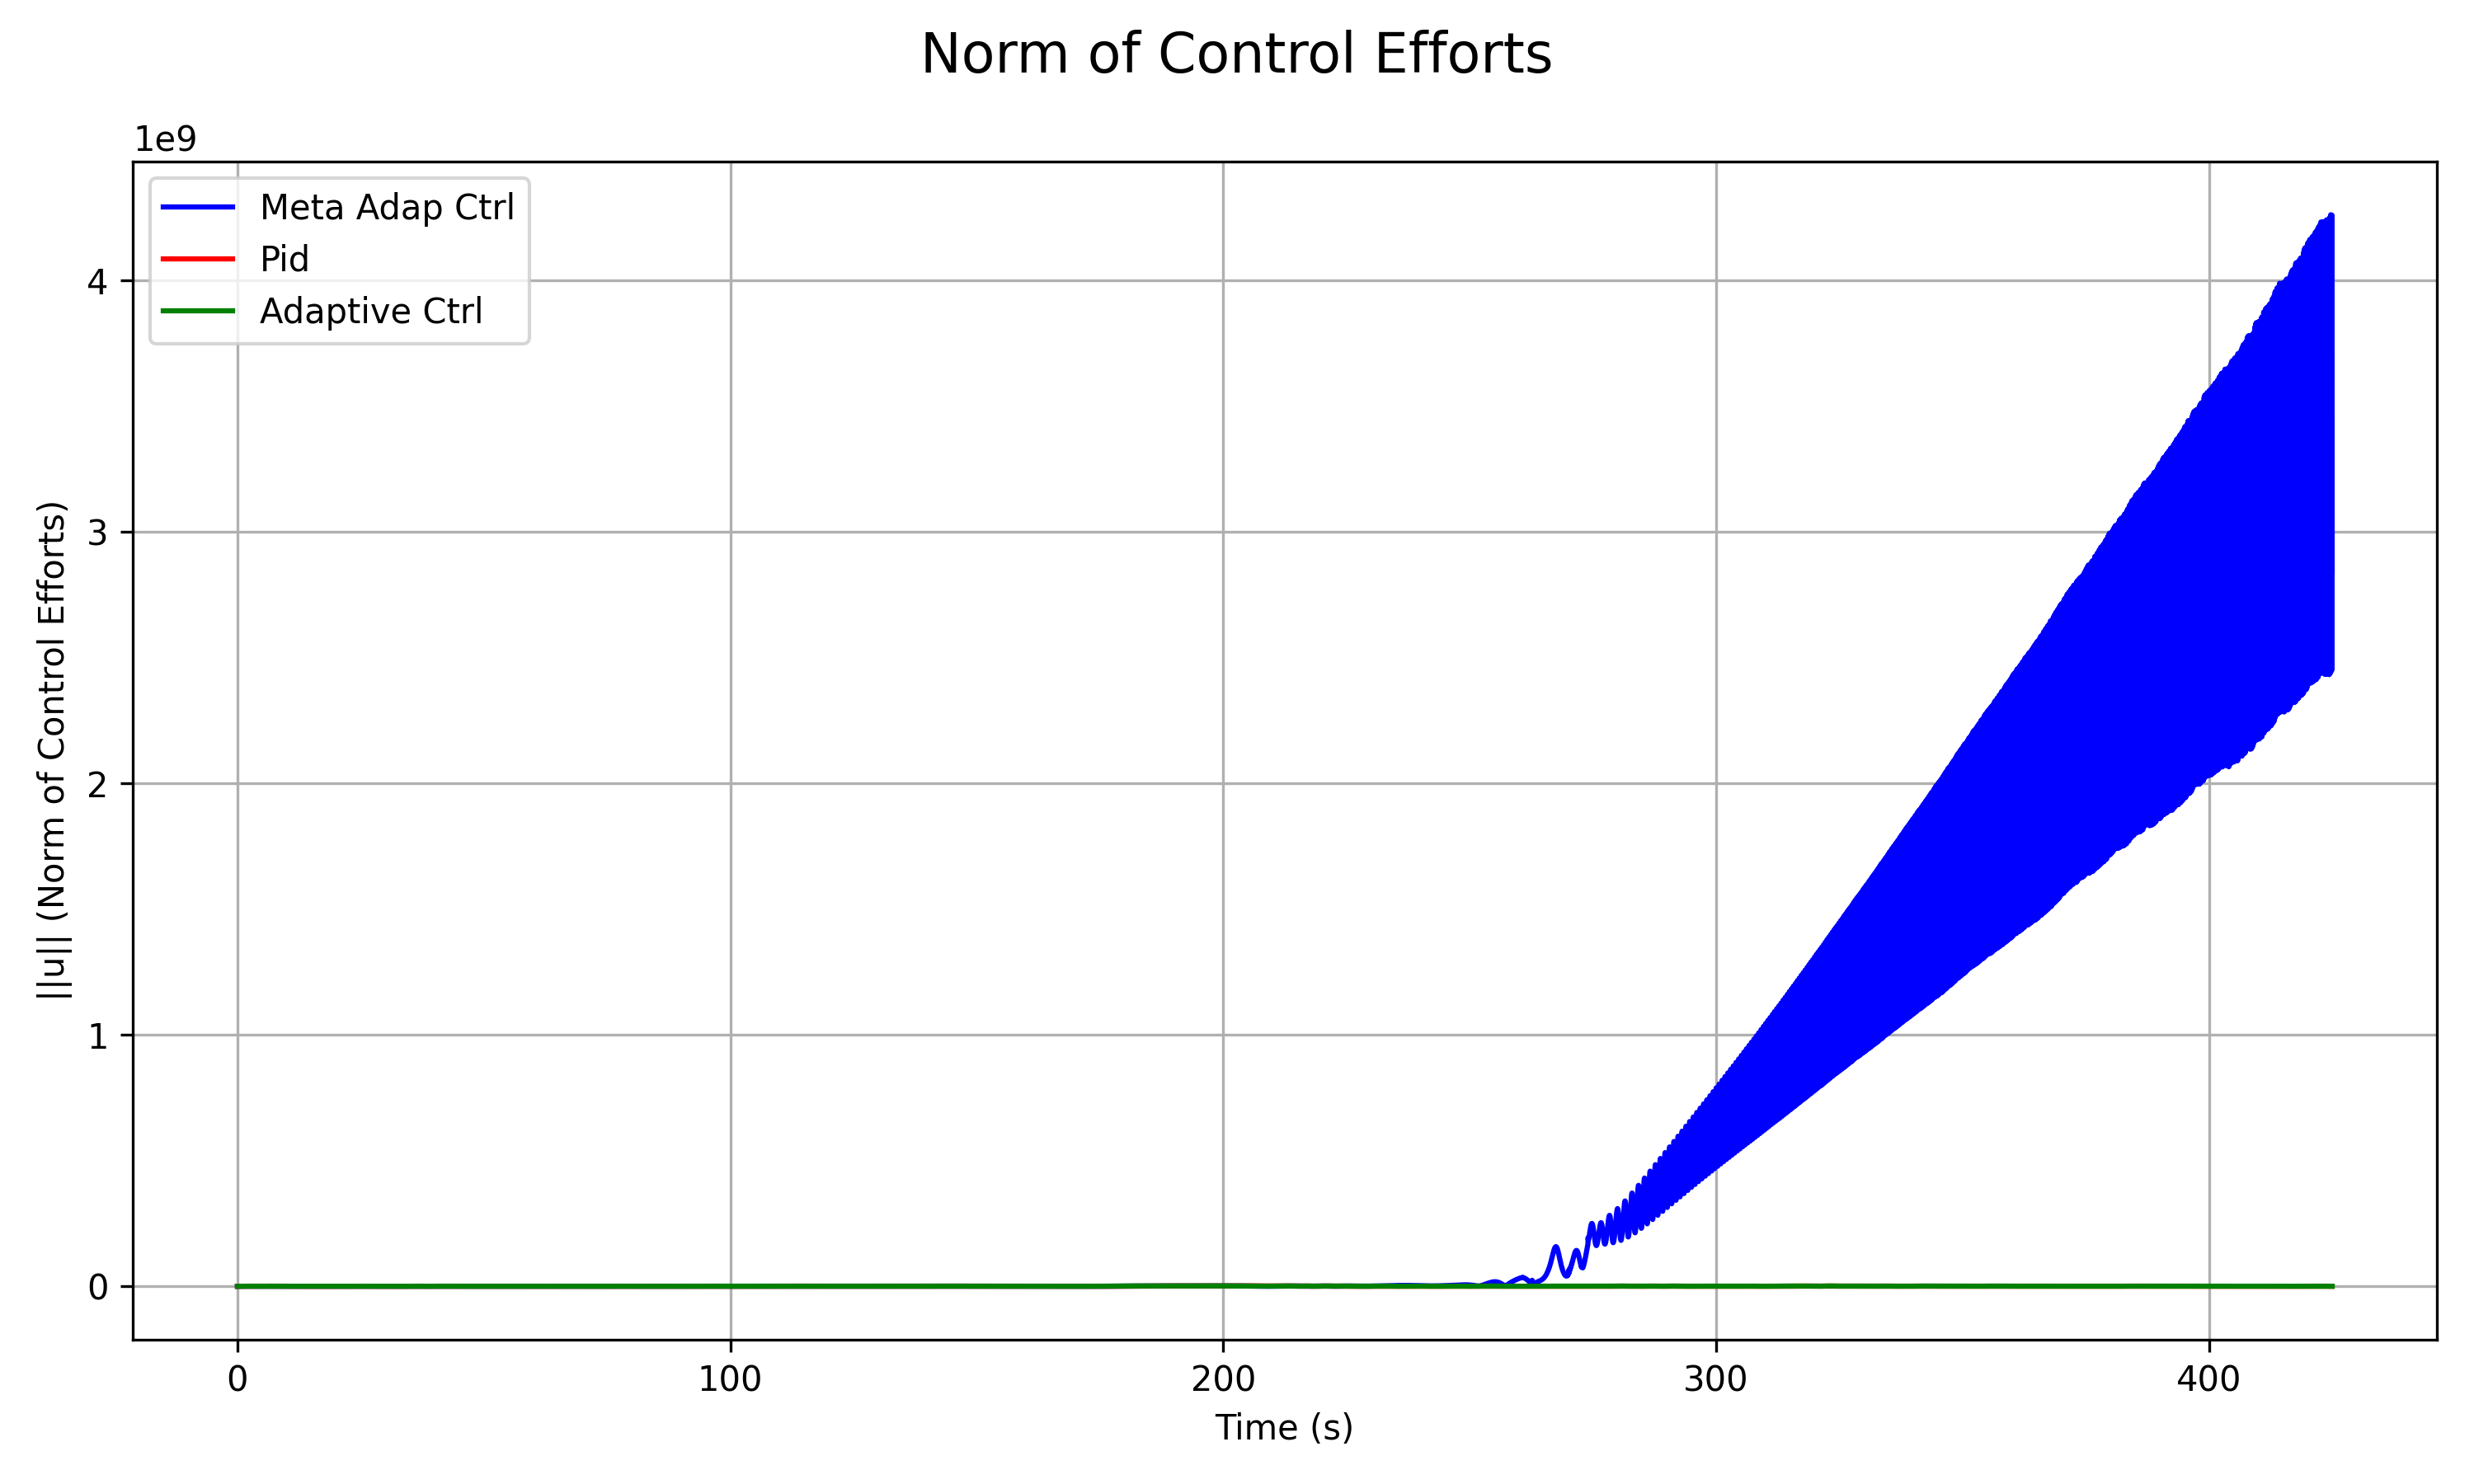 Norm of Control Efforts
1e9
Meta Adap Ctrl
Pid
Adaptive Ctrl
4
3
2
1
0
||u|| (Norm of Control Efforts)
0 100 200 300 400
Time (s)